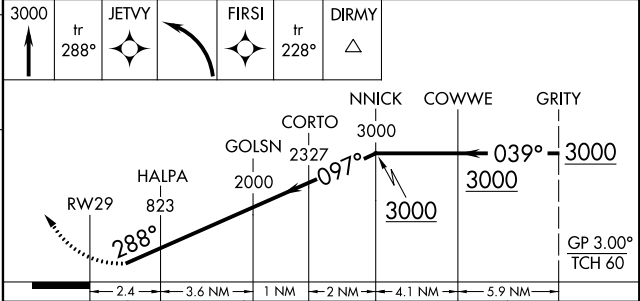 3000 tr 288° JETVY FIRSI tr 228° DIRMY
NNICK COWWE GRITY
CORTO 3000
GOLSN 2327 097° 039° 3000
HALPA 2000 3000
RW29 823 3000
288° GP 3.00°
TCH 60
2.4 3.6 NM 1 NM 2 NM 4.1 NM 5.9 NM